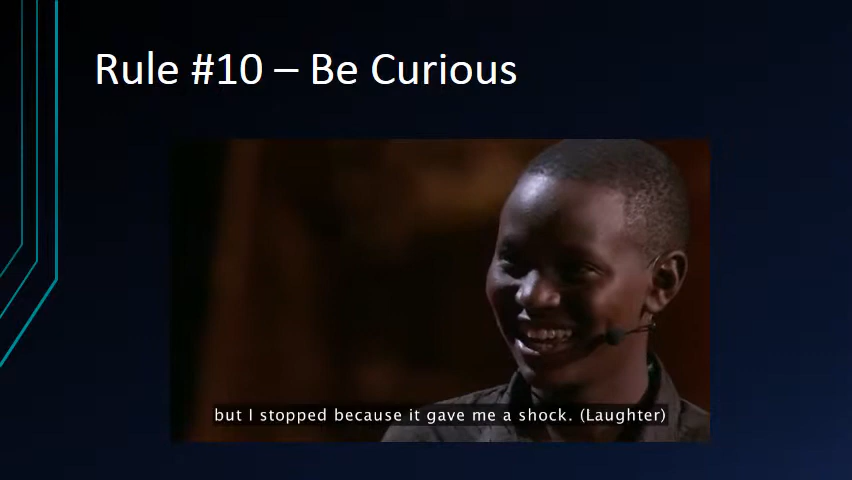 Rule #10 – Be Curious
but I stopped because it gave me a shock. (Laughter)